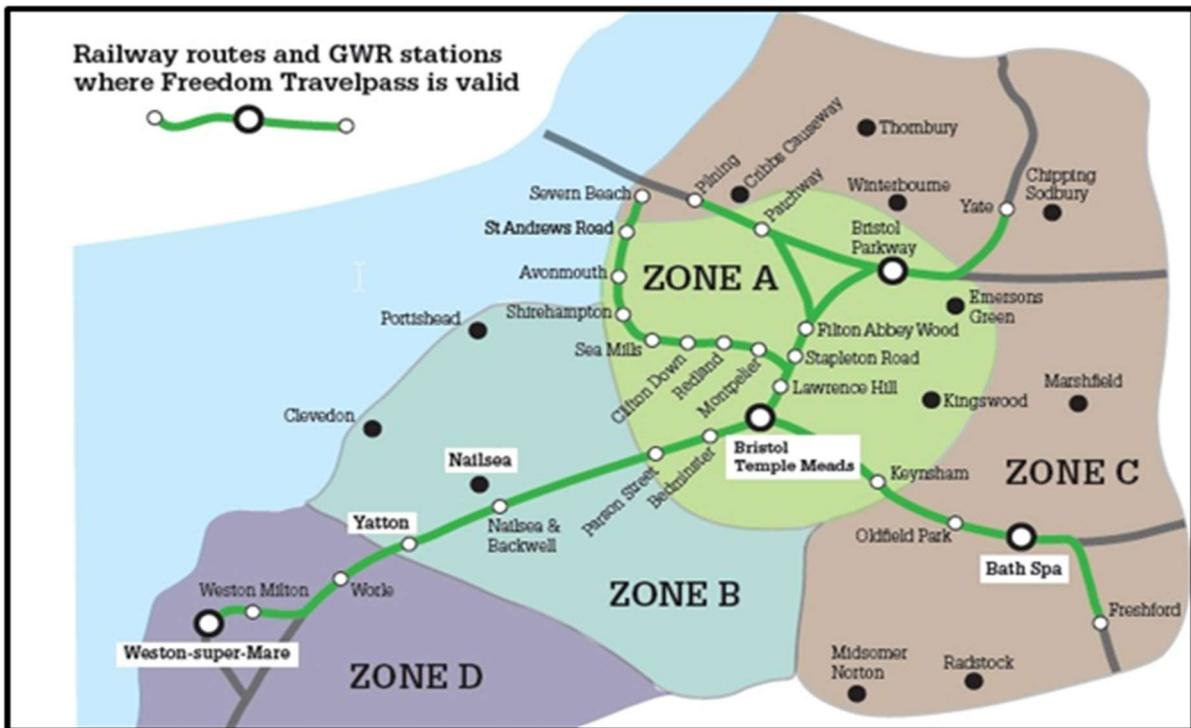 Railway routes and GWR stations
where Freedom Travelpass is valid
Thornbury
Cribbs Causeway
Pilning
Patchway
Severn Beach
Winterbourne
Chipping
Sodbury
Yate
St Andrews Road
Bristol
Parkway
Avonmouth
ZONE A
Emersons
Green
Portishead
Shirehampton
Filton Abbey Wood
Sea Mills
Clifton Down
Redland
Montpelier
Stapleton Road
Lawrence Hill
Marshfield
Kingswood
Clevedon
Nailsea
Parson Street
Bedminster
Bristol
Temple Meads
Keynsham
ZONE C
Yatton
Nailsea &
Backwell
Oldfield Park
Bath Spa
Weston Milton
Worle
ZONE B
Freshford
Weston-super-Mare
ZONE D
Midsomer
Norton
Radstock